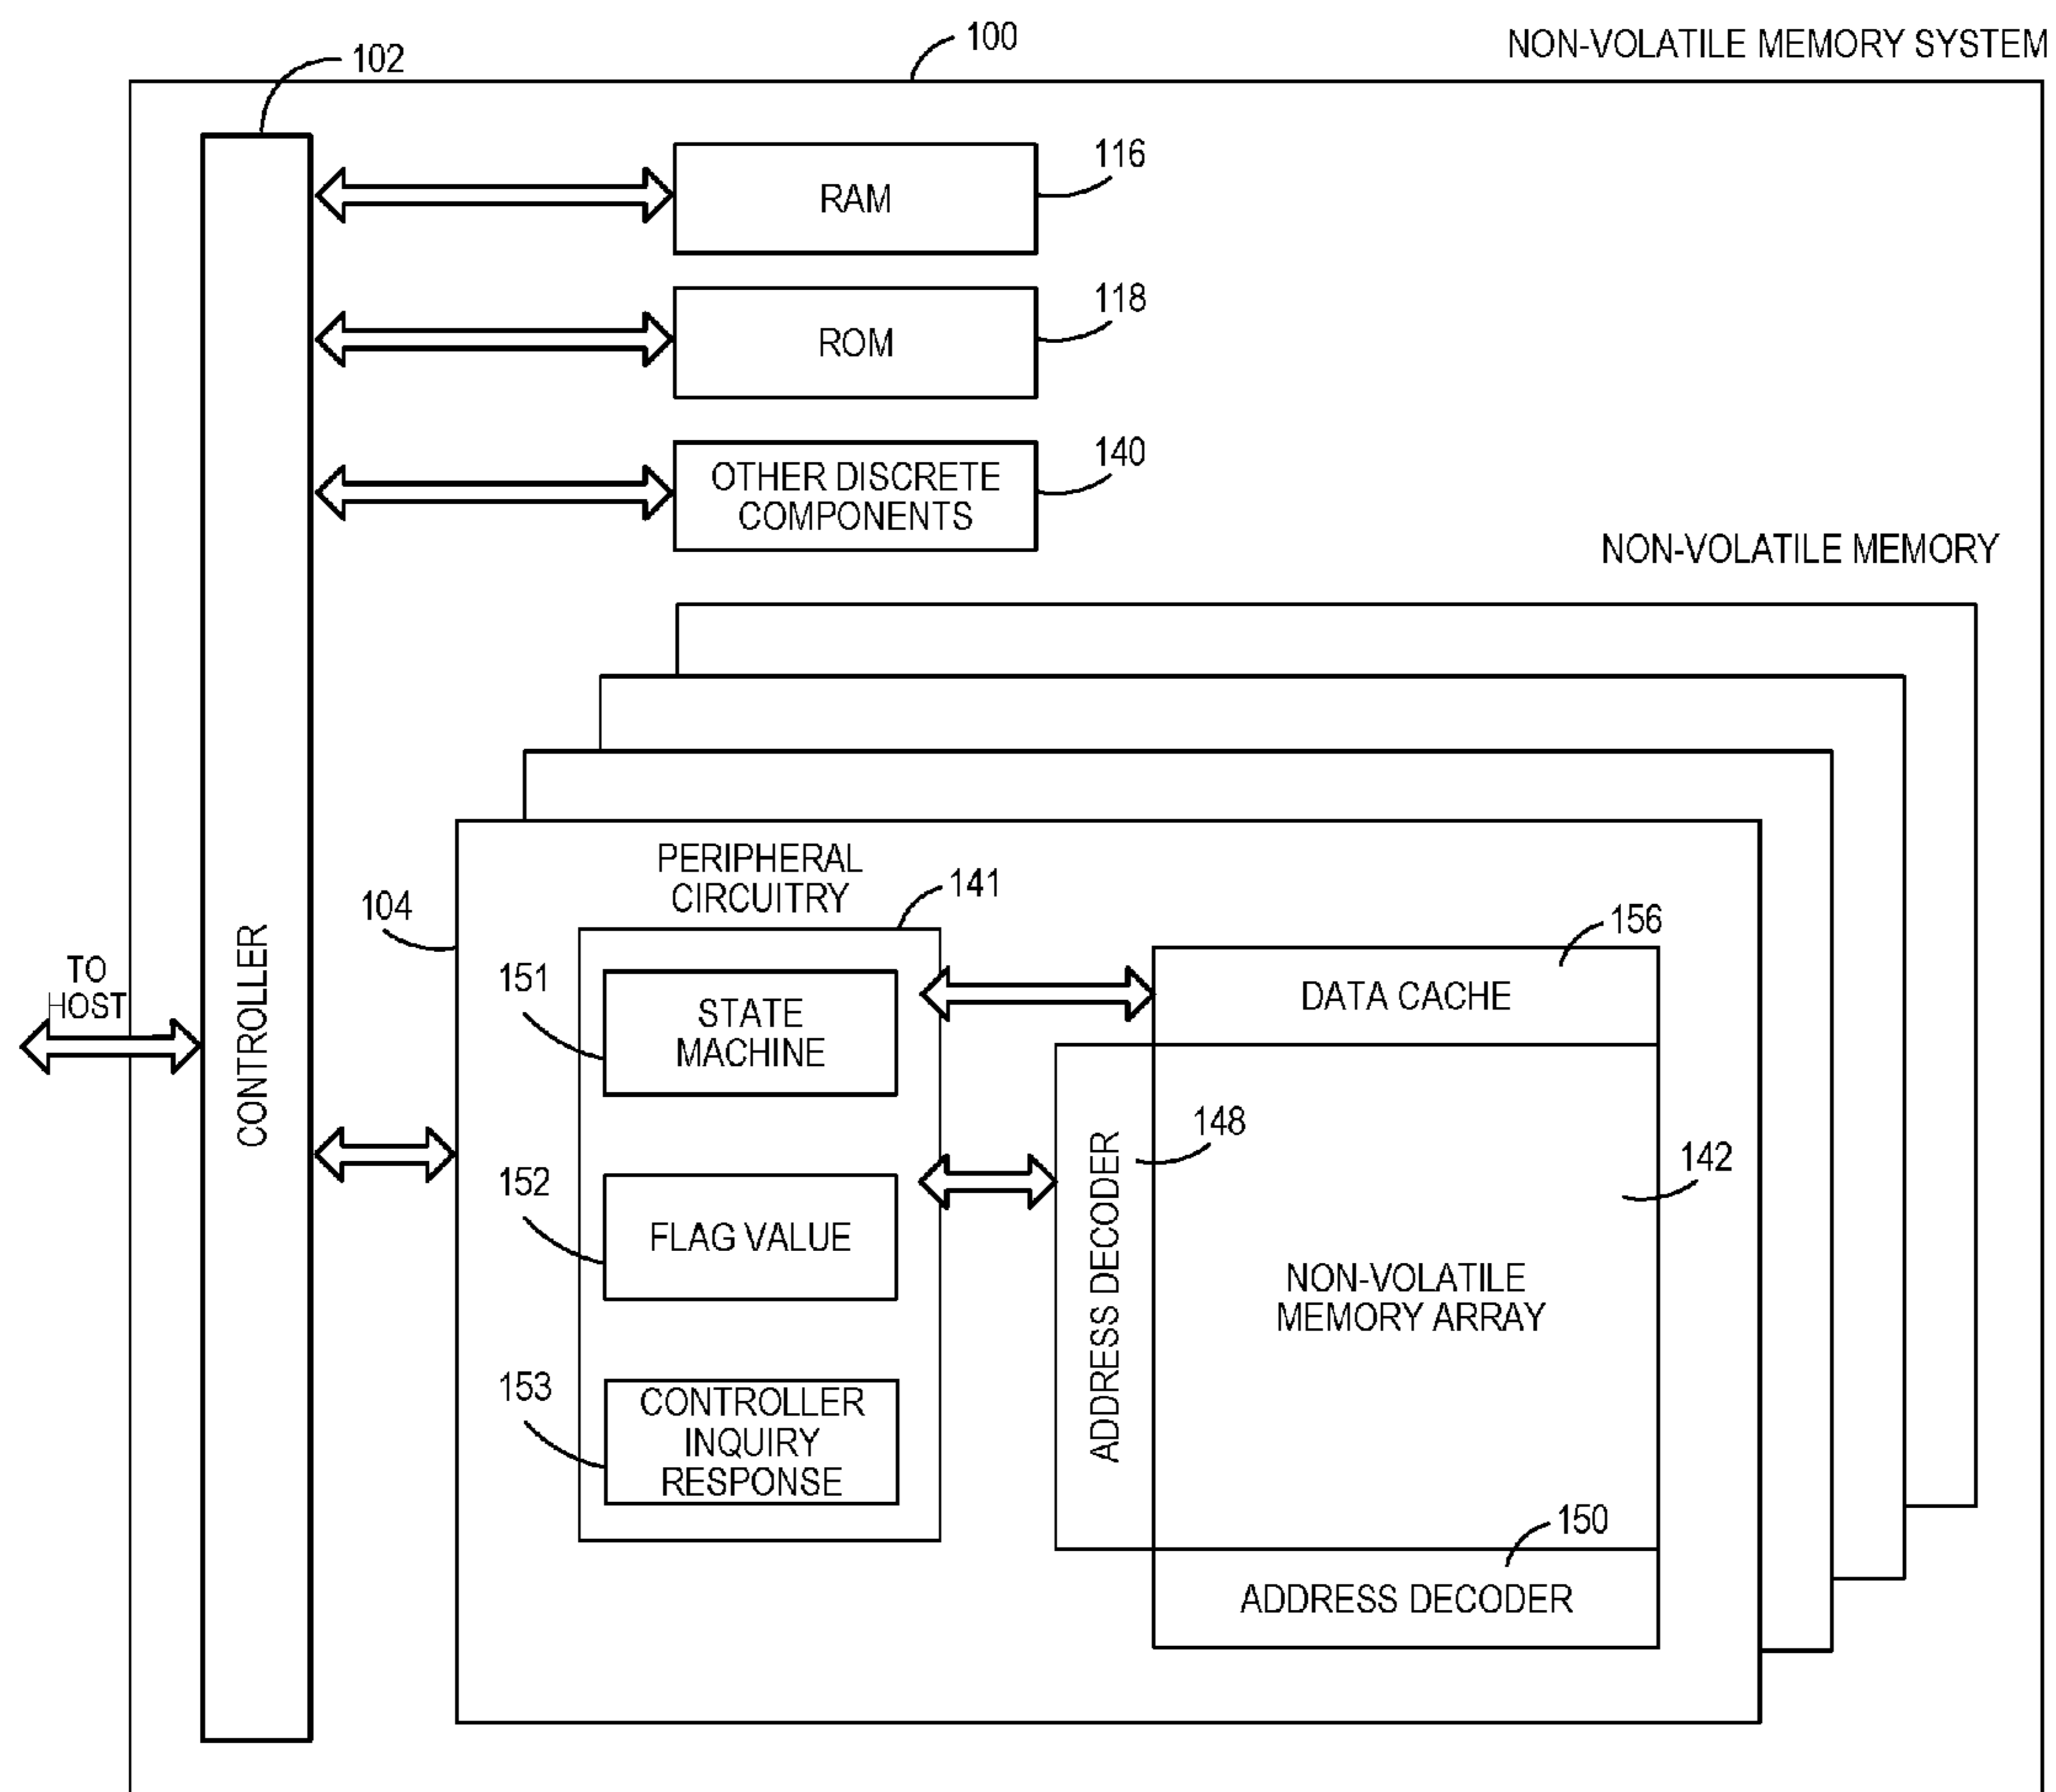 100
NON-VOLATILE MEMORY SYSTEM
102
116
RAM
118
ROM
140
OTHER DISCRETE
COMPONENTS
NON-VOLATILE MEMORY
PERIPHERAL
CIRCUITRY
141
104
156
DATA CACHE
151
STATE
MACHINE
TO
HOST
CONTROLLER
148
142
152
FLAG VALUE
ADDRESS DECODER
NON-VOLATILE
MEMORY ARRAY
153
CONTROLLER
INQUIRY
RESPONSE
150
ADDRESS DECODER